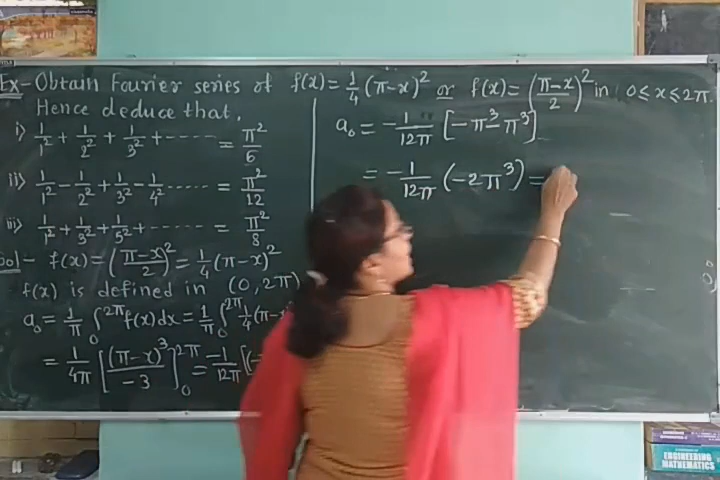 Ex- Obtain Fourier series of f(x) = 1/4 (π-x)² or f(x) = ((π-x)/2)² in 0 ≤ x ≤ 2π.
Hence deduce that,
i) 1/1² + 1/2² + 1/3² + ----- = π²/6
ii) 1/1² - 1/2² + 1/3² - 1/4² ----- = π²/12
iii) 1/1² + 1/3² + 1/5² + ----- = π²/8
Sol- f(x) = ((π-x)/2)² = 1/4 (π-x)²
f(x) is defined in (0, 2π)
a₀ = 1/π ∫₀^2π f(x) dx = 1/π ∫₀^2π 1/4 (π-
= 1/4π [(π-x)³/-3]₀^2π = -1/12π [(-
a₀ = -1/12π [-π³-π³]
= -1/12π (-2π³) =
ENGINEERING
MATHEMATICS